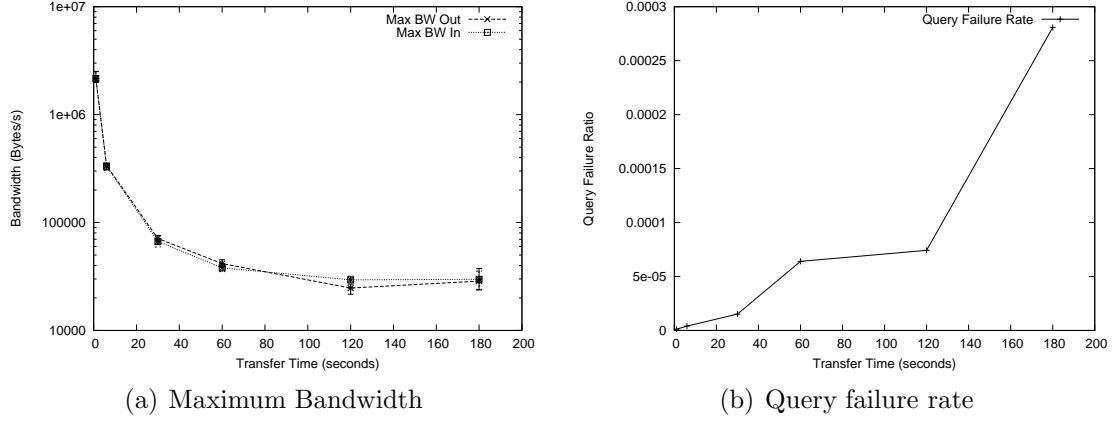 1e+07
1e+06
100000
10000
Bandwidth (Bytes/s)
0 20 40 60 80 100 120 140 160 180 200
Transfer Time (seconds)
Max BW Out
Max BW In
(a) Maximum Bandwidth
0.0003
0.00025
0.0002
0.00015
0.0001
5e-05
0
Query Failure Ratio
0 20 40 60 80 100 120 140 160 180 200
Transfer Time (seconds)
Query Failure Rate
(b) Query failure rate